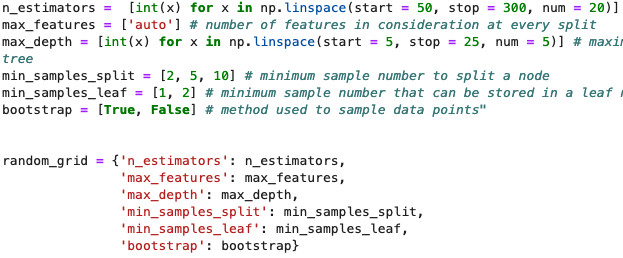 n_estimators =  [int(x) for x in np.linspace(start = 50, stop = 300, num = 20)]
max_features = ['auto'] # number of features in consideration at every split
max_depth = [int(x) for x in np.linspace(start = 5, stop = 25, num = 5)] #
tree
min_samples_split = [2, 5, 10] # minimum sample number to split a node
min_samples_leaf = [1, 2] # minimum sample number that can be stored in a leaf
bootstrap = [True, False] # method used to sample data points"
random_grid = {'n_estimators': n_estimators,
'max_features': max_features,
'max_depth': max_depth,
'min_samples_split': min_samples_split,
'min_samples_leaf': min_samples_leaf,
'bootstrap': bootstrap}